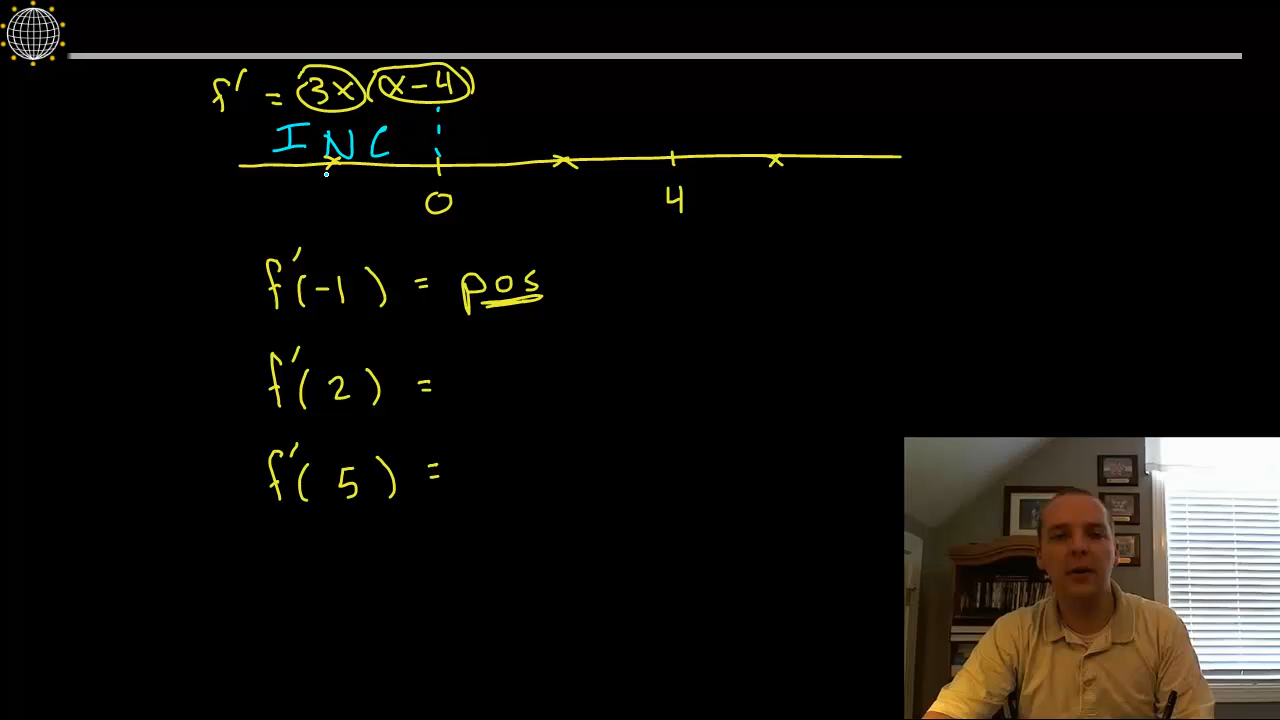 f' = 3x(x-4)
INC
0 4
f'(-1) = pos
f'(2) =
f'(5) =